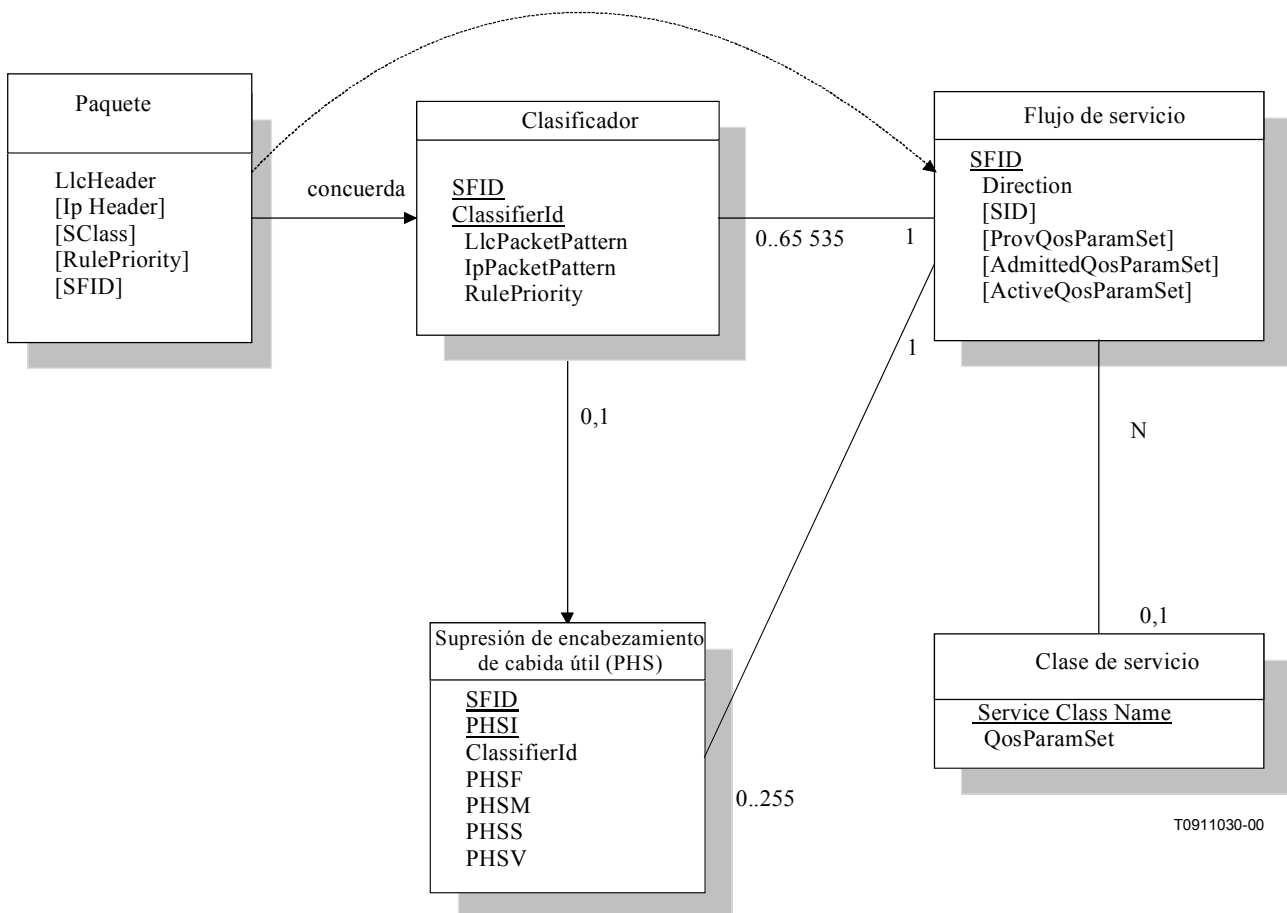 Paquete
LlcHeader
[Ip Header]
[SClass]
[RulePriority]
[SFID]
concuerda
Clasificador
SFID
ClassifierId
LlcPacketPattern
IpPacketPattern
RulePriority
0..65 535
1
Flujo de servicio
SFID
Direction
[SID]
[ProvQosParamSet]
[AdmittedQosParamSet]
[ActiveQosParamSet]
1
0,1
N
0,1
Supresión de encabezamiento
de cabida útil (PHS)
SFID
PHSI
ClassifierId
PHSF
PHSM
PHSS
PHSV
0..255
Clase de servicio
Service Class Name
QosParamSet
T0911030-00